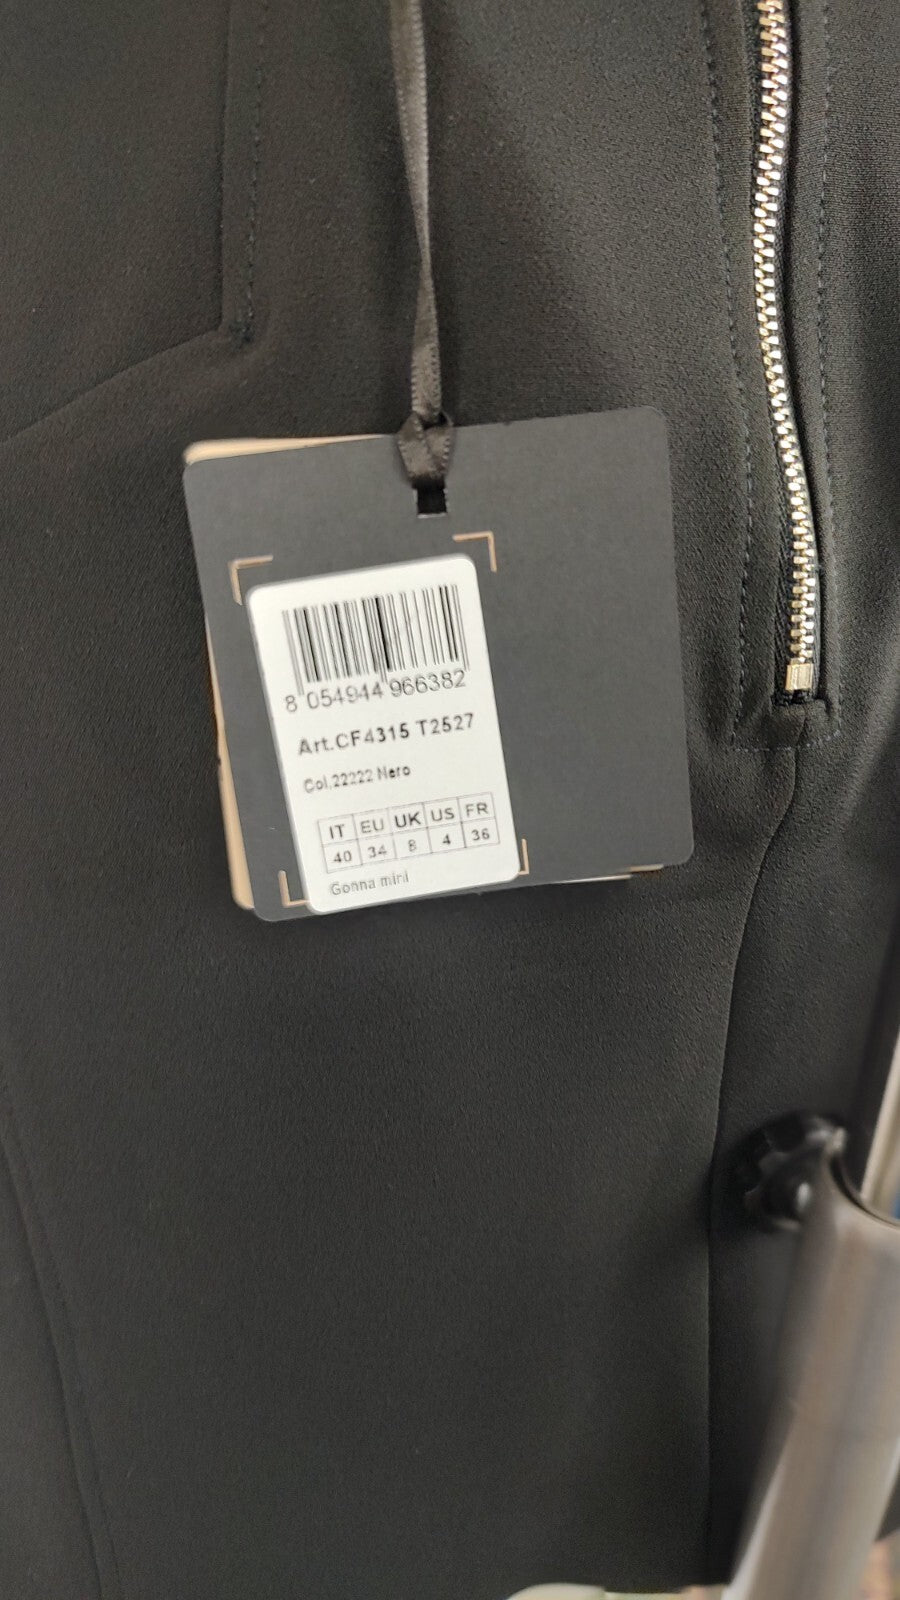 8 054944 966382
Art.CF4315 T2527
Col.22222 Nero
IT EU UK US FR
40 34 8 4 36
Gonna mini